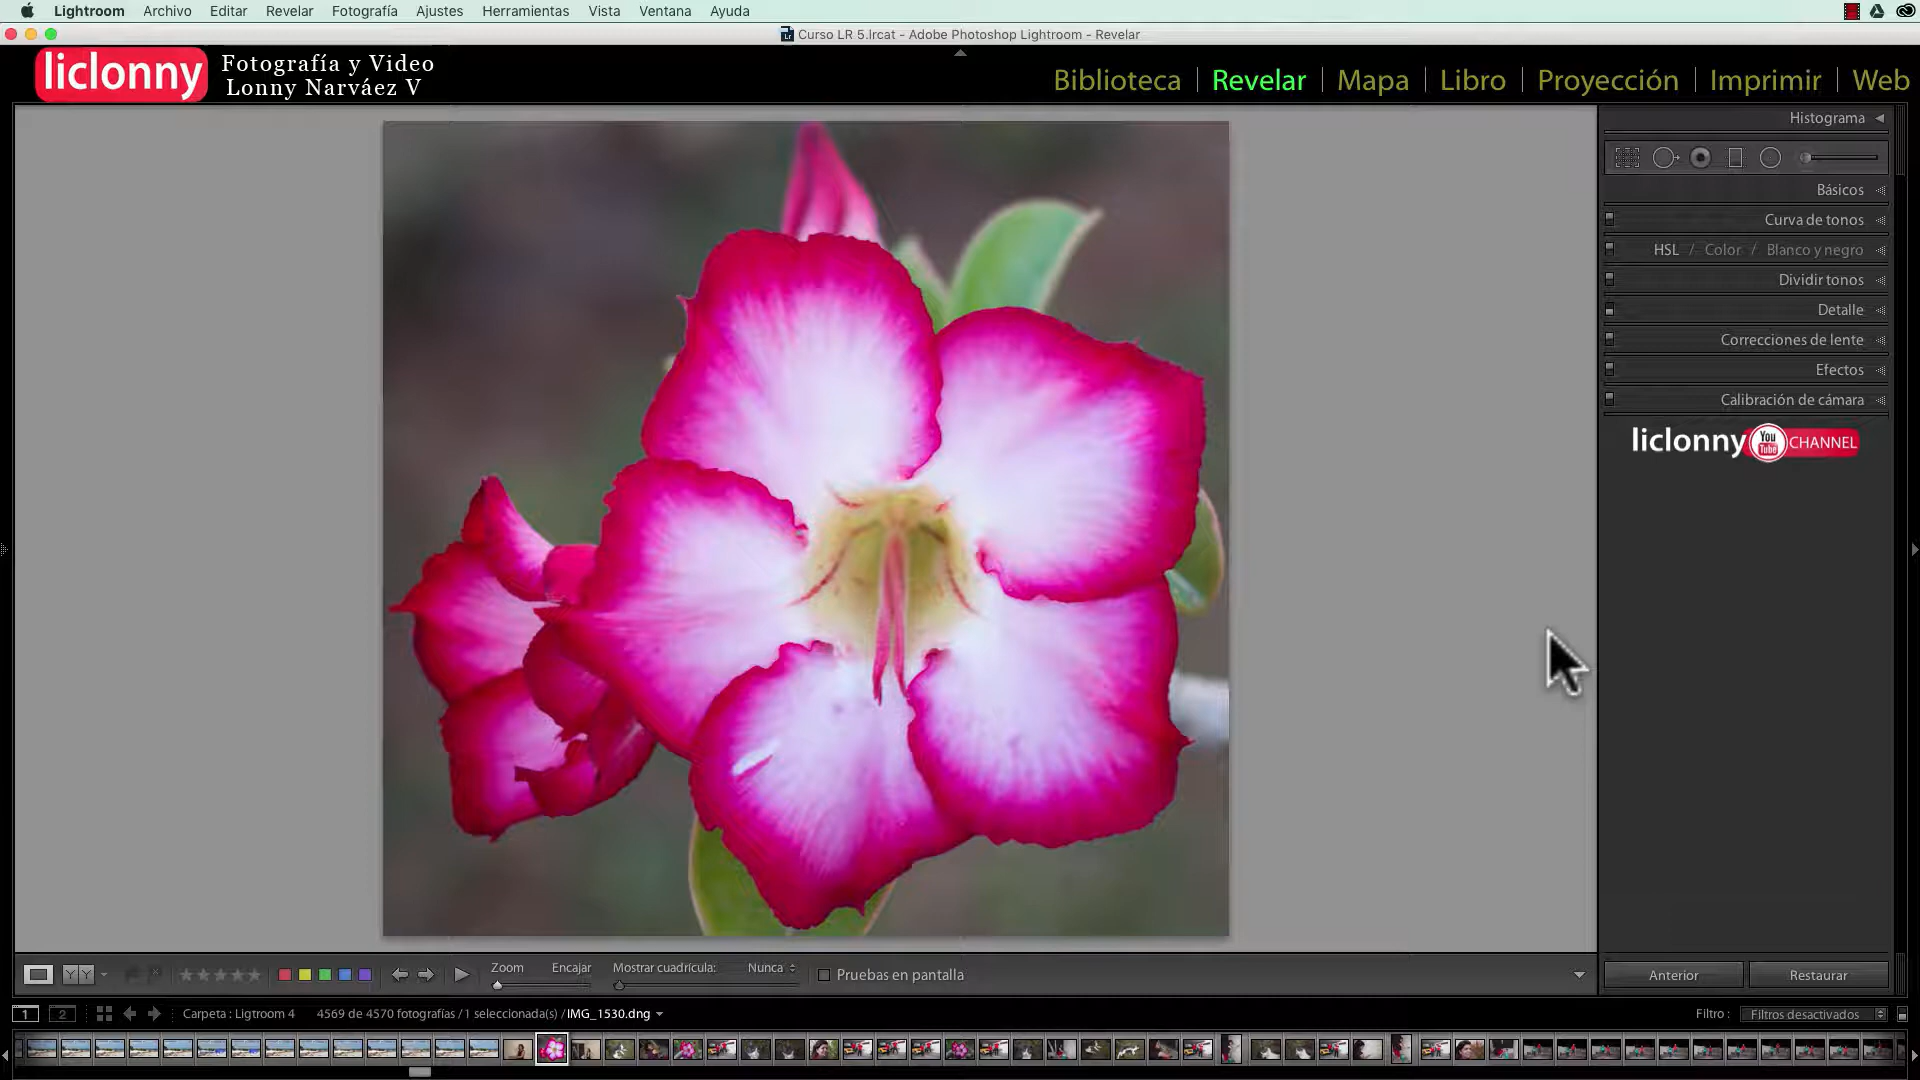 Lightroom Archivo Editar Revelar Fotografía Ajustes Herramientas Vista Ventana Ayuda
Curso LR 5.lrcat - Adobe Photoshop Lightroom - Revelar
liclonny
Fotografía y Video
Lonny Narváez V
Biblioteca | Revelar | Mapa | Libro | Proyección | Imprimir | Web
Histograma
Básicos
Curva de tonos
HSL / Color / Blanco y negro
Dividir tonos
Detalle
Correcciones de lente
Efectos
Calibración de cámara
liclonny You Tube CHANNEL
Zoom Encajar Mostrar cuadrícula: Nunca Pruebas en pantalla
Anterior Restaurar
1 2 Carpeta : Ligtroom 4 4569 de 4570 fotografías / 1 seleccionada(s) / IMG_1530.dng Filtro : Filtros desactivados